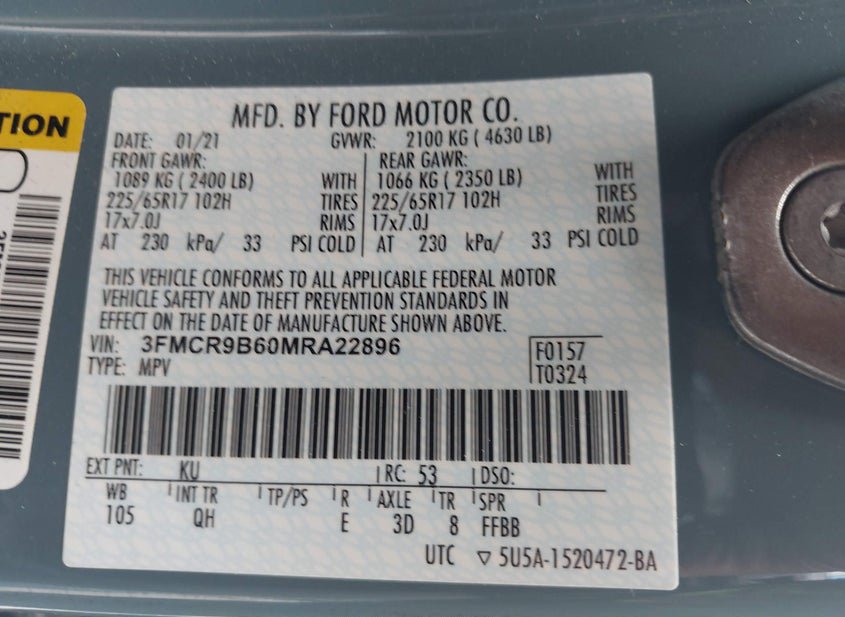 TION
MFD. BY FORD MOTOR CO.
DATE: 01/21 GVWR: 2100 KG ( 4630 LB)
FRONT GAWR: REAR GAWR:
1089 KG ( 2400 LB) WITH 1066 KG ( 2350 LB) WITH
225/65R17 102H TIRES 225/65R17 102H TIRES
17x7.0J RIMS 17x7.0J RIMS
AT 230 kPa/ 33 PSI COLD AT 230 kPa/ 33 PSI COLD
THIS VEHICLE CONFORMS TO ALL APPLICABLE FEDERAL MOTOR
VEHICLE SAFETY AND THEFT PREVENTION STANDARDS IN
EFFECT ON THE DATE OF MANUFACTURE SHOWN ABOVE.
VIN: 3FMCR9B60MRA22896
TYPE: MPV
F0157
T0324
EXT PNT: KU RC: 53 DSO:
WB INT TR TP/PS R AXLE TR SPR
105 QH E 3D 8 FFBB
UTC ▽ 5U5A-1520472-BA